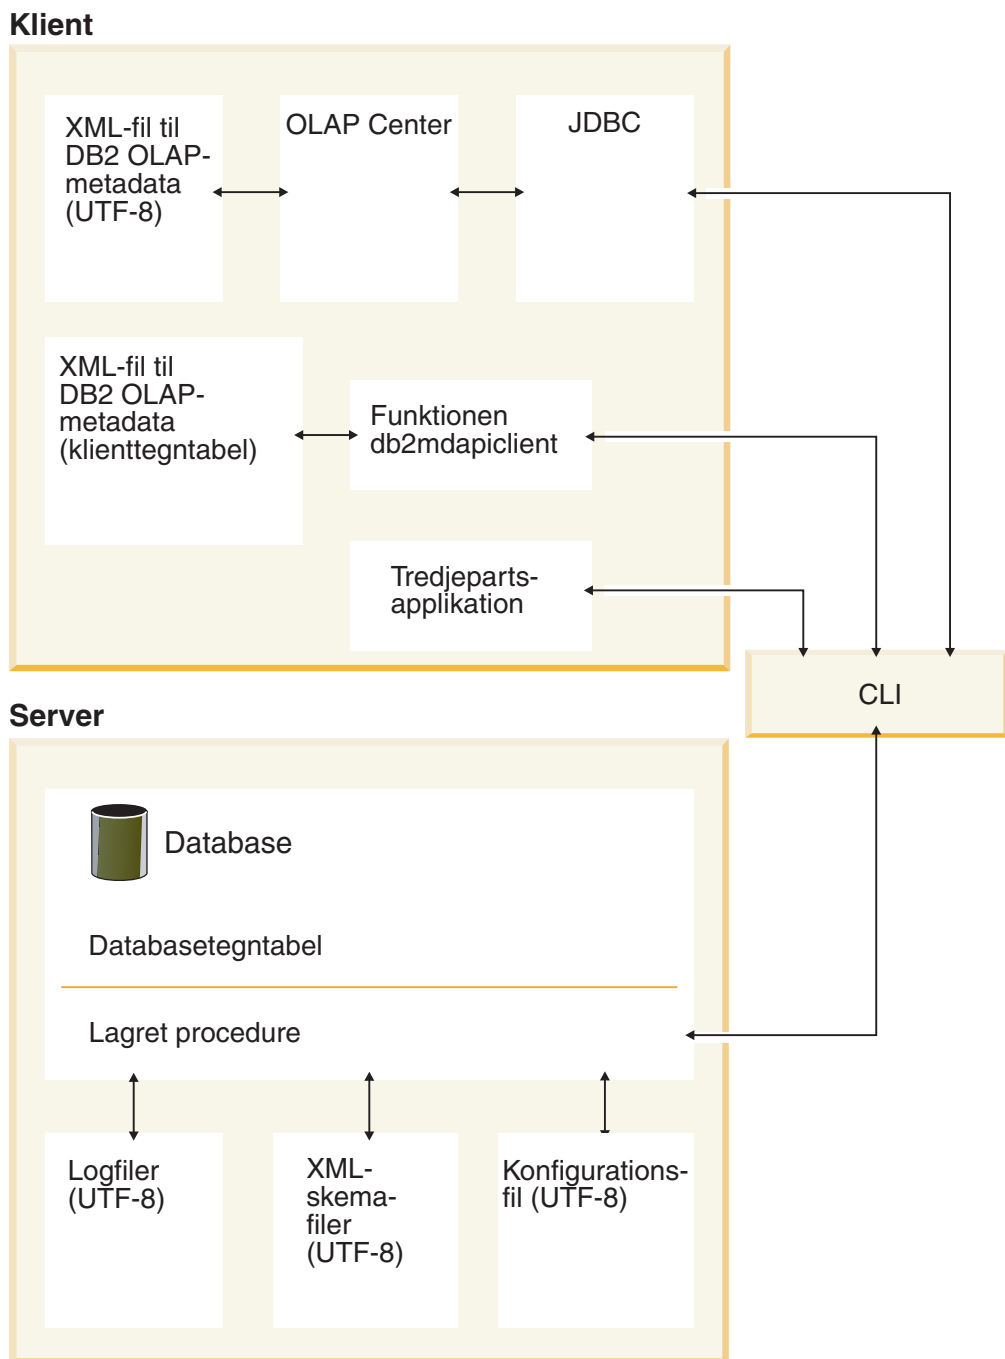 Klient
XML-fil til
DB2 OLAP-
metadata
(UTF-8)
OLAP Center
JDBC
XML-fil til
DB2 OLAP-
metadata
(klienttegntabel)
Funktionen
db2mdapiclient
Tredjeparts-
applikation
CLI
Server
Database
Databasetegntabel
Lagret procedure
Logfiler
(UTF-8)
XML-
skema-
filer
(UTF-8)
Konfigurations-
fil (UTF-8)